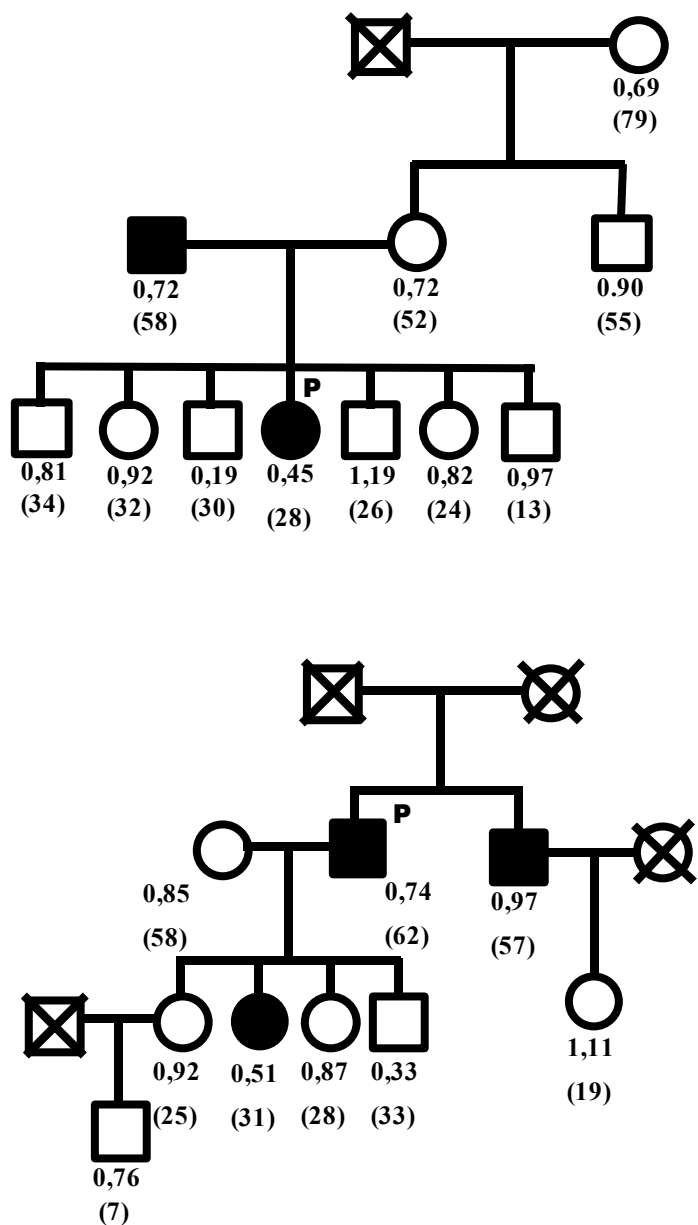 0,69
(79)
0,72 0,72 0.90
(58) (52) (55)
P
0,81 0,92 0,19 0,45 1,19 0,82 0,97
(34) (32) (30) (28) (26) (24) (13)
P
0,85 0,74 0,97
(58) (62) (57)
0,92 0,51 0,87 0,33 1,11
(25) (31) (28) (33) (19)
0,76
(7)